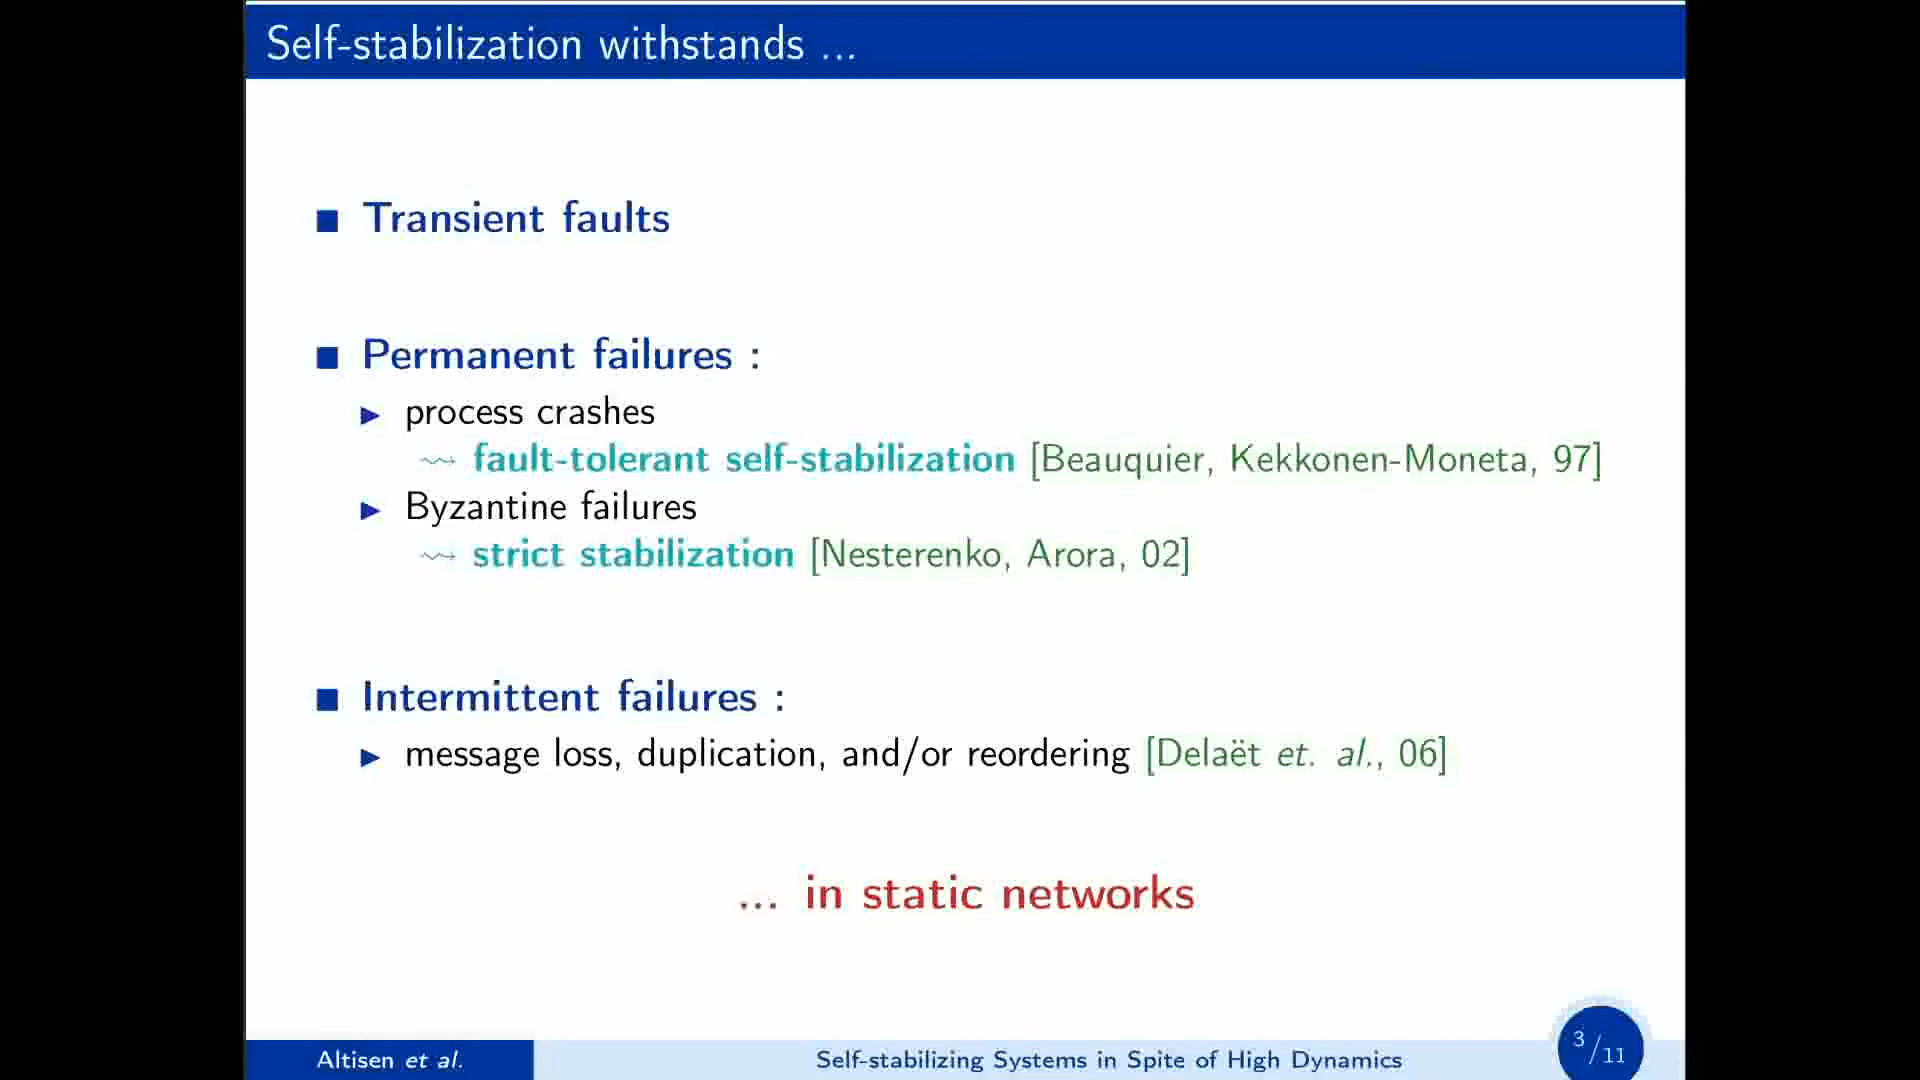 Self-stabilization withstands ...
Transient faults
Permanent failures :
process crashes
⇝ fault-tolerant self-stabilization [Beauquier, Kekkonen-Moneta, 97]
Byzantine failures
⇝ strict stabilization [Nesterenko, Arora, 02]
Intermittent failures :
message loss, duplication, and/or reordering [Delaët et. al., 06]
... in static networks
Altisen et al.
Self-stabilizing Systems in Spite of High Dynamics
3/11